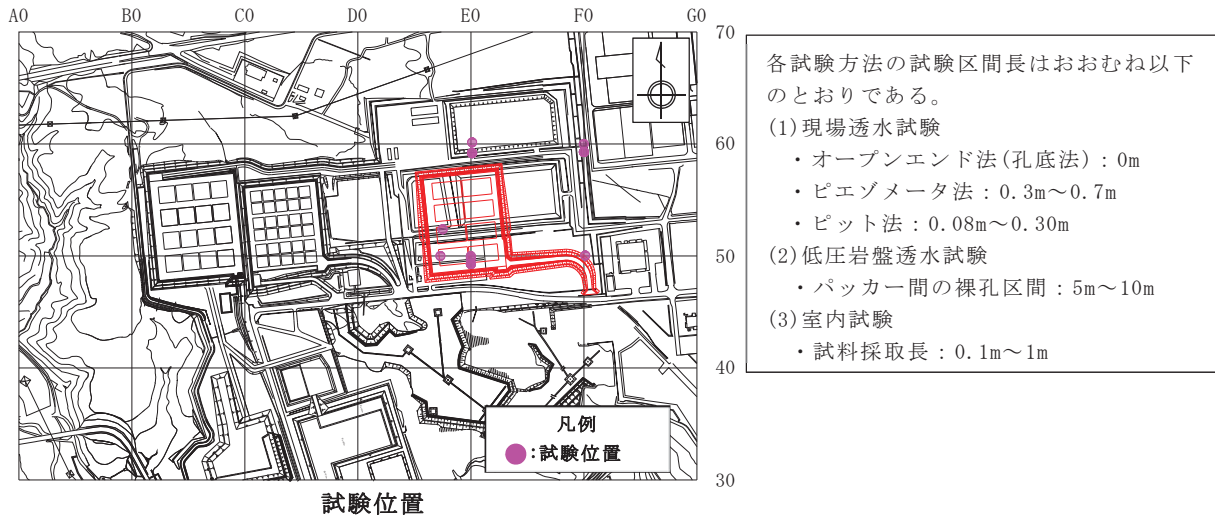 A0 B0 C0 D0 E0 F0 G0
70
60
50
40
30
凡例
:試験位置
試験位置
各試験方法の試験区間長はおおむね以下
のとおりである。
(1)現場透水試験
・オープンエンド法(孔底法)：0m
・ピエゾメータ法：0.3m～0.7m
・ピット法：0.08m～0.30m
(2)低圧岩盤透水試験
・パッカー間の裸孔区間：5m～10m
(3)室内試験
・試料採取長：0.1m～1m